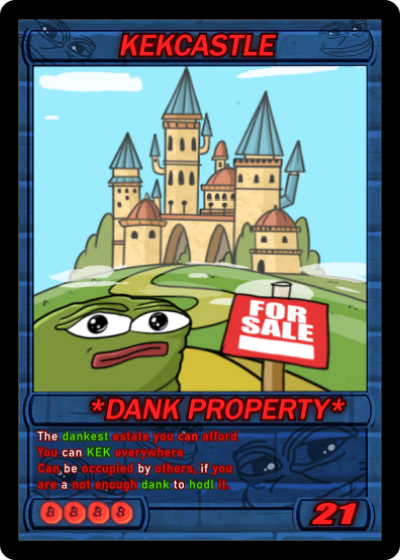 KEKCASTLE
FOR
SALE
*DANK PROPERTY*
The dankest estate you can afford
You can KEK everywhere
Can be occupied by others, if you
are a not enough dank to hodl it.
21